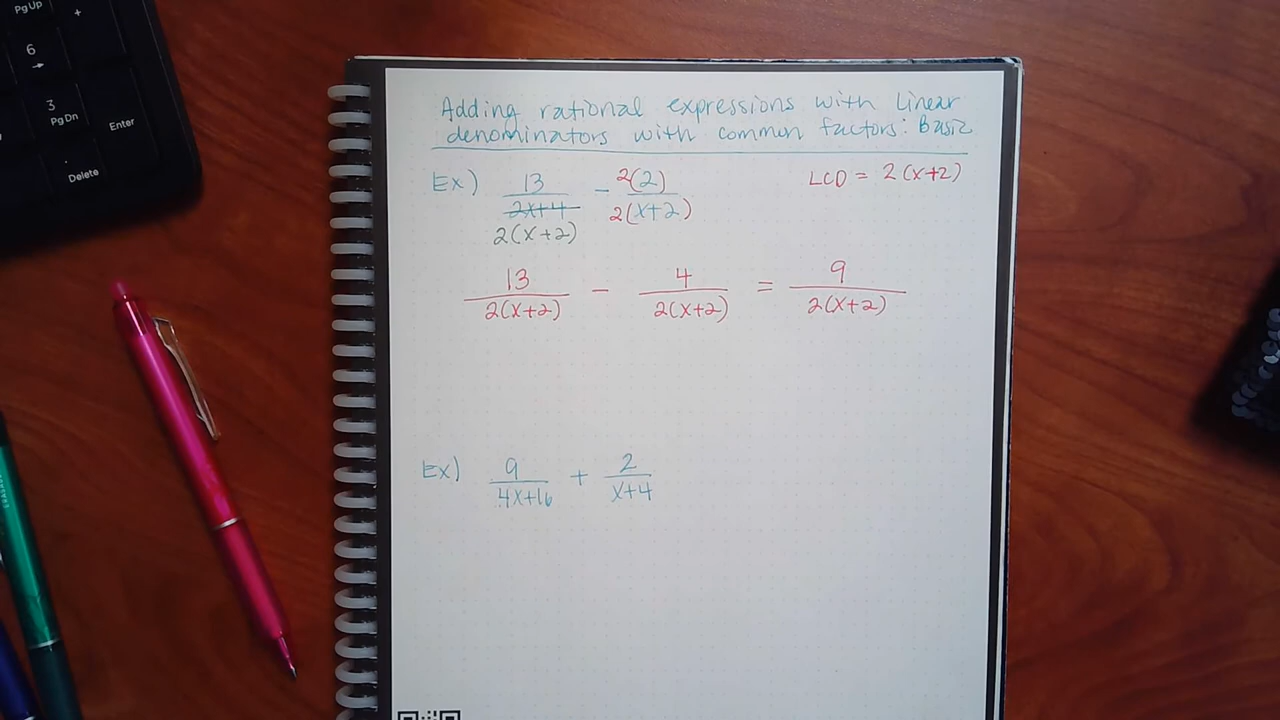 PgUp
+
6
→
3
PgDn
Enter
.
Delete
Adding rational expressions with linear
denominators with common factors: Basic
Ex) 13/2x+4 − 2(2)/2(x+2) LCD = 2(x+2)
2(x+2)
13/2(x+2) − 4/2(x+2) = 9/2(x+2)
Ex) 9/4x+16 + 2/x+4